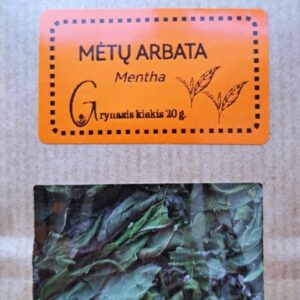 MĖTŲ ARBATA
Mentha
Grynasis kiekis 20 g.